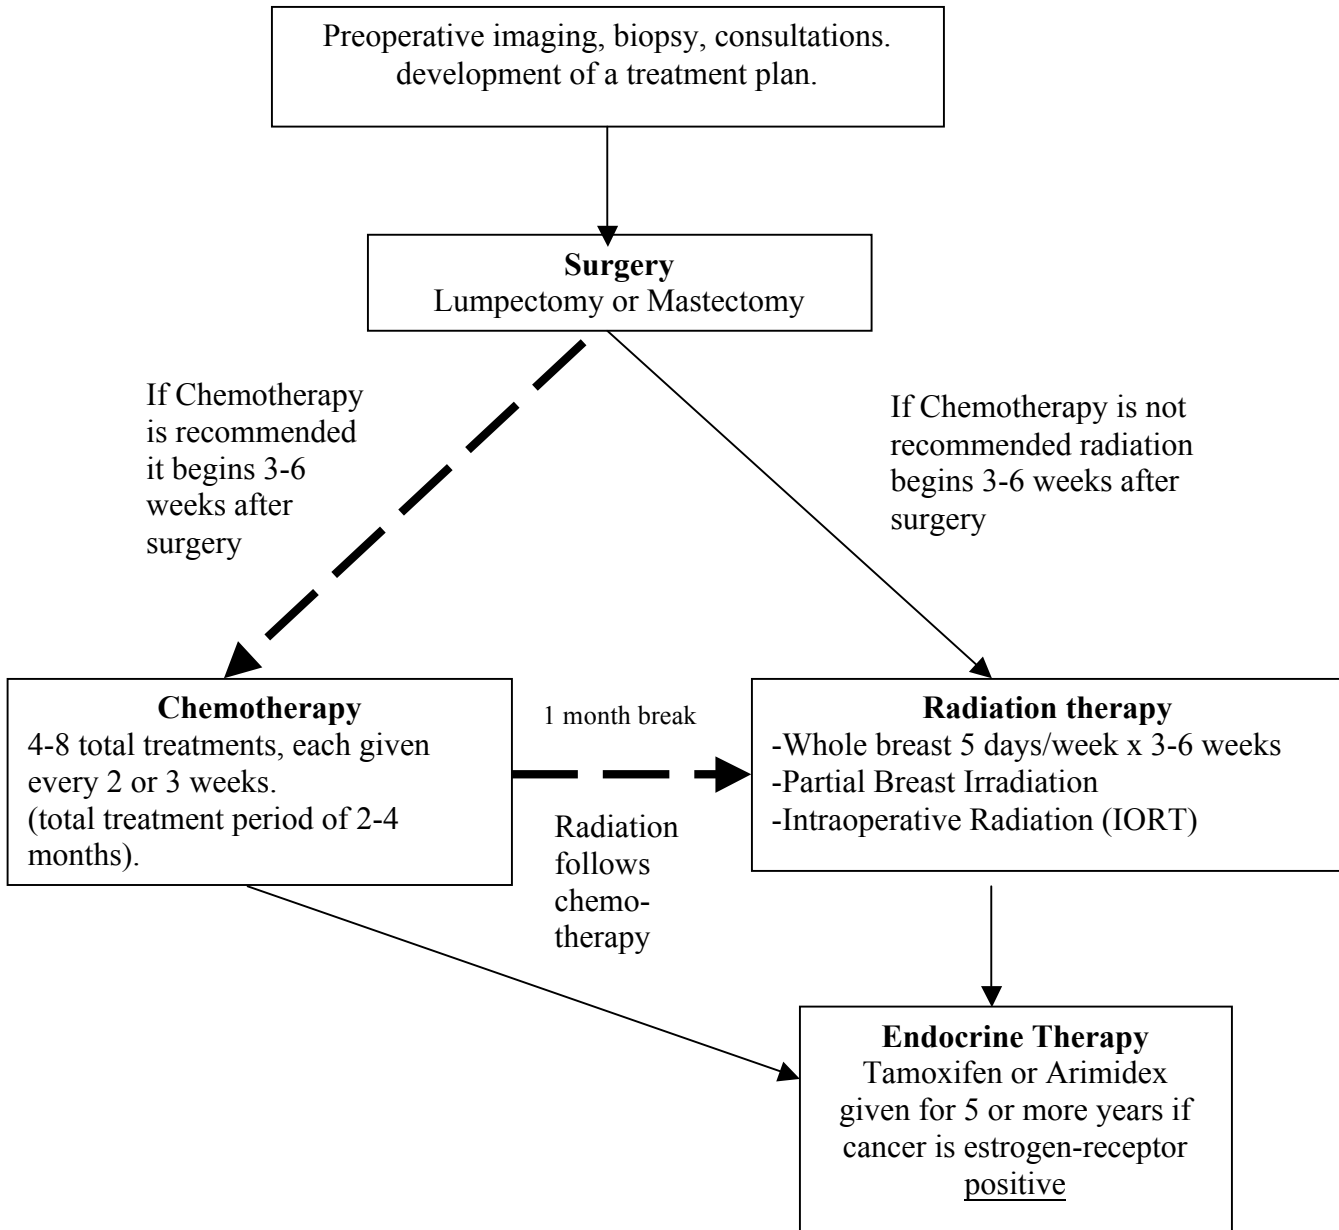 Preoperative imaging, biopsy, consultations.
development of a treatment plan.
Surgery
Lumpectomy or Mastectomy
If Chemotherapy
is recommended
it begins 3-6
weeks after
surgery
If Chemotherapy is not
recommended radiation
begins 3-6 weeks after
surgery
Chemotherapy
4-8 total treatments, each given
every 2 or 3 weeks.
(total treatment period of 2-4
months).
1 month break
Radiation
follows
chemo-
therapy
Radiation therapy
-Whole breast 5 days/week x 3-6 weeks
-Partial Breast Irradiation
-Intraoperative Radiation (IORT)
Endocrine Therapy
Tamoxifen or Arimidex
given for 5 or more years if
cancer is estrogen-receptor
positive